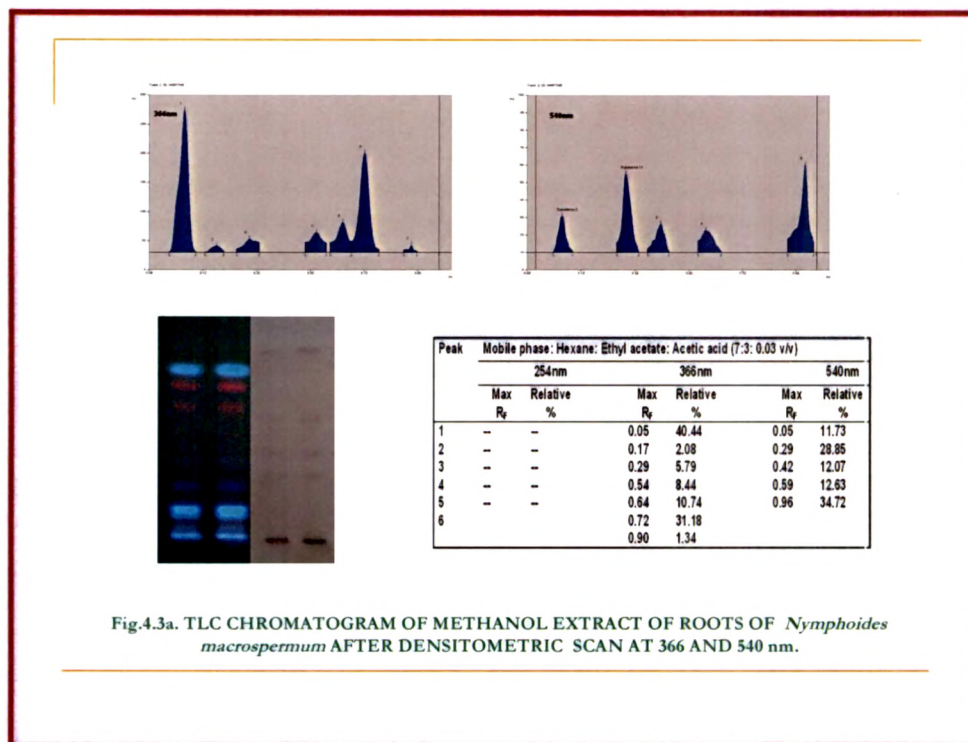 366nm
540nm
Peak Mobile phase: Hexane: Ethyl acetate: Acetic acid (7:3: 0.03 v/v)
254nm 366nm 540nm
Max Relative Max Relative Max Relative
RF % RF % RF %
1 -- -- 0.05 40.44 0.05 11.73
2 -- -- 0.17 2.08 0.29 28.85
3 -- -- 0.29 5.79 0.42 12.07
4 -- -- 0.54 8.44 0.59 12.63
5 -- -- 0.64 10.74 0.96 34.72
6 0.72 31.18
0.90 1.34
Fig.4.3a. TLC CHROMATOGRAM OF METHANOL EXTRACT OF ROOTS OF Nymphoides
macrospermum AFTER DENSITOMETRIC SCAN AT 366 AND 540 nm.